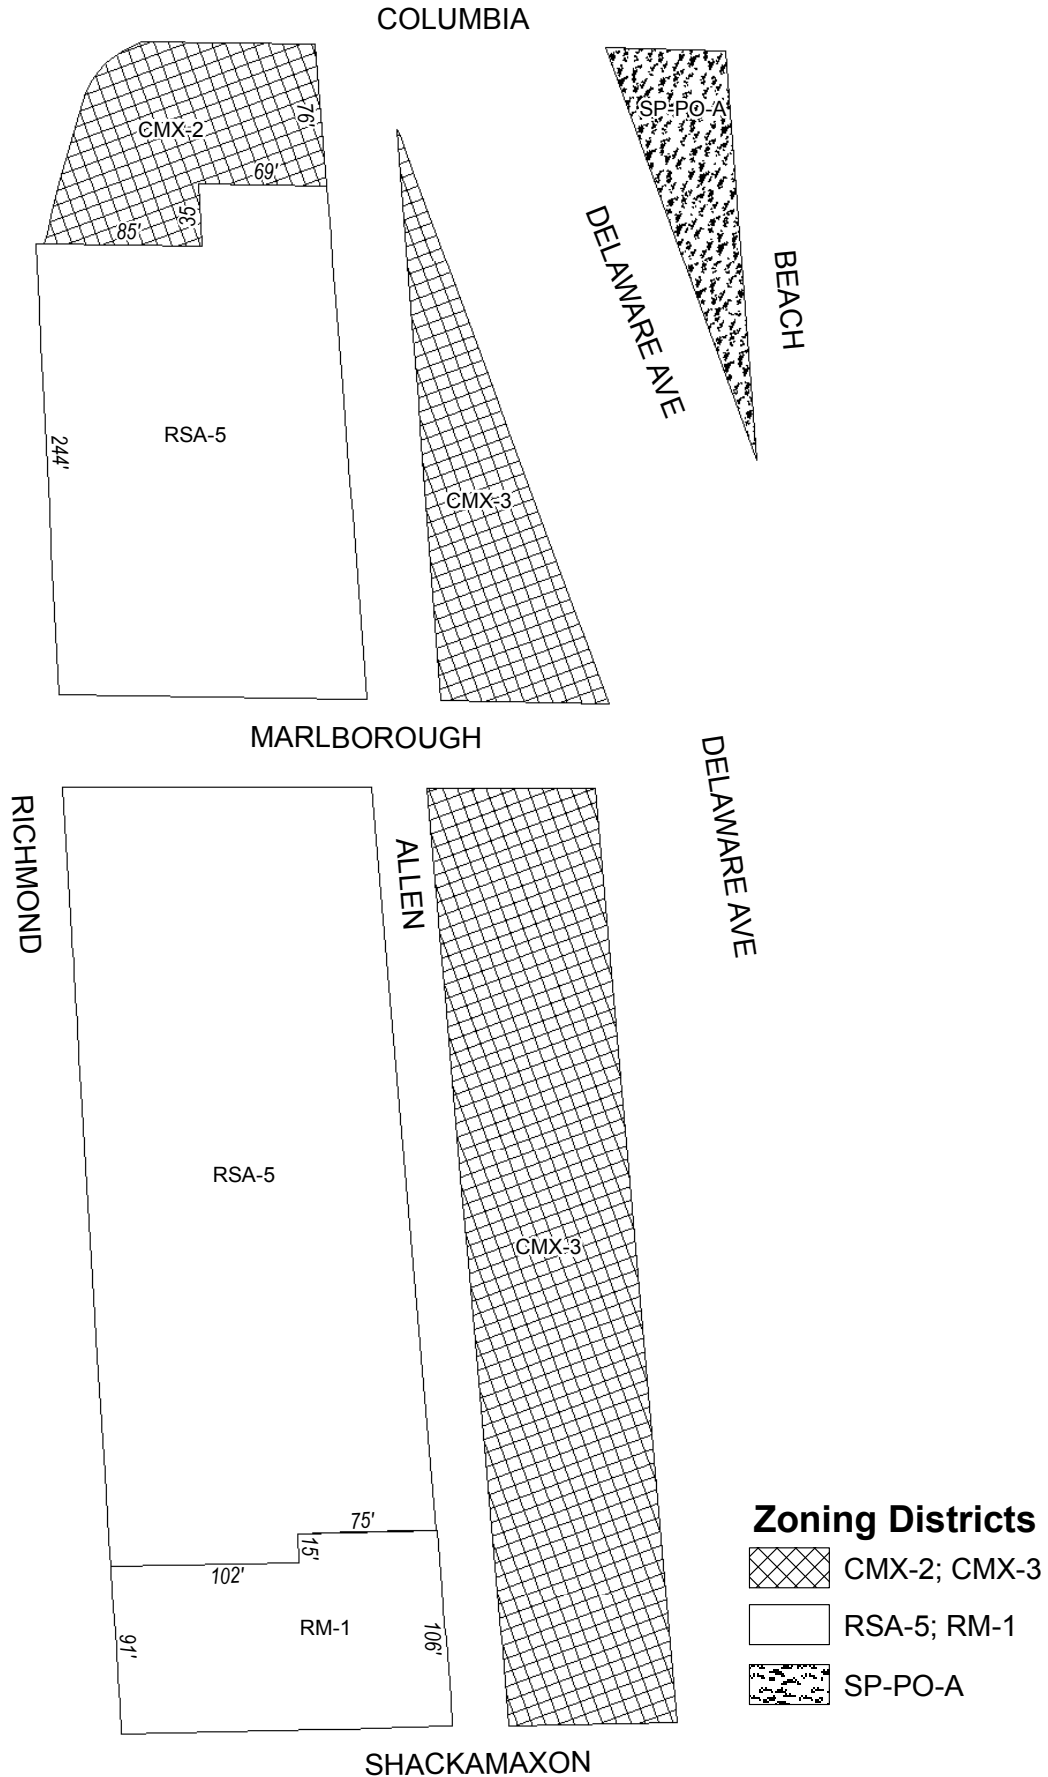 COLUMBIA
CMX-2
76'
69'
35'
85'
SP-PO-A
DELAWARE AVE
BEACH
244'
RSA-5
CMX-3
MARLBOROUGH
RICHMOND
ALLEN
DELAWARE AVE
RSA-5
CMX-3
75'
15'
102'
91'
RM-1
106'
Zoning Districts
CMX-2; CMX-3
RSA-5; RM-1
SP-PO-A
SHACKAMAXON